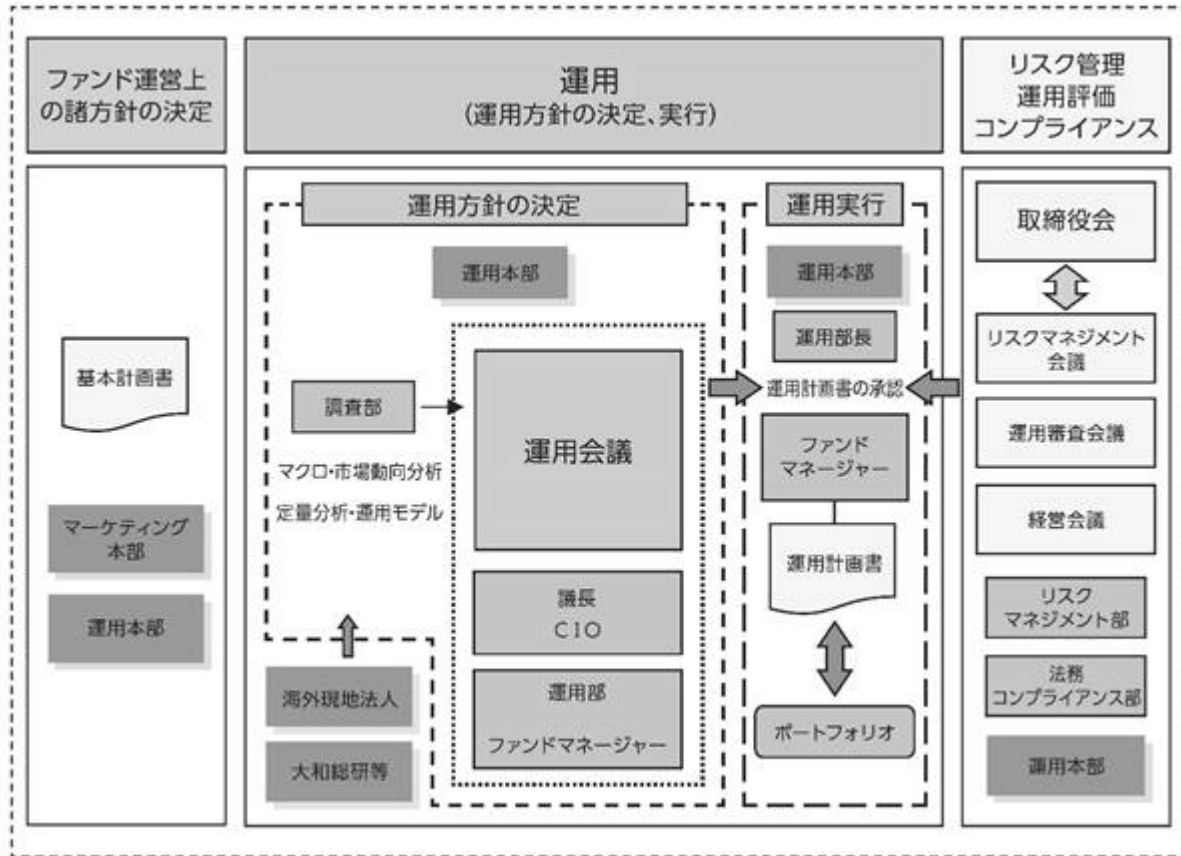 ファンド運営上
の諸方針の決定
運用
(運用方針の決定、実行)
リスク管理
運用評価
コンプライアンス
基本計画書
マーケティング
本部
運用本部
運用方針の決定
運用本部
調査部
マクロ・市場動向分析
定量分析・運用モデル
運用会議
議長
CIO
運用部
ファンドマネージャー
海外現地法人
大和総研等
運用実行
運用本部
運用部長
運用計画書の承認
ファンド
マネージャー
運用計画書
ポートフォリオ
取締役会
リスクマネジメント
会議
運用審査会議
経営会議
リスク
マネジメント部
法務
コンプライアンス部
運用本部